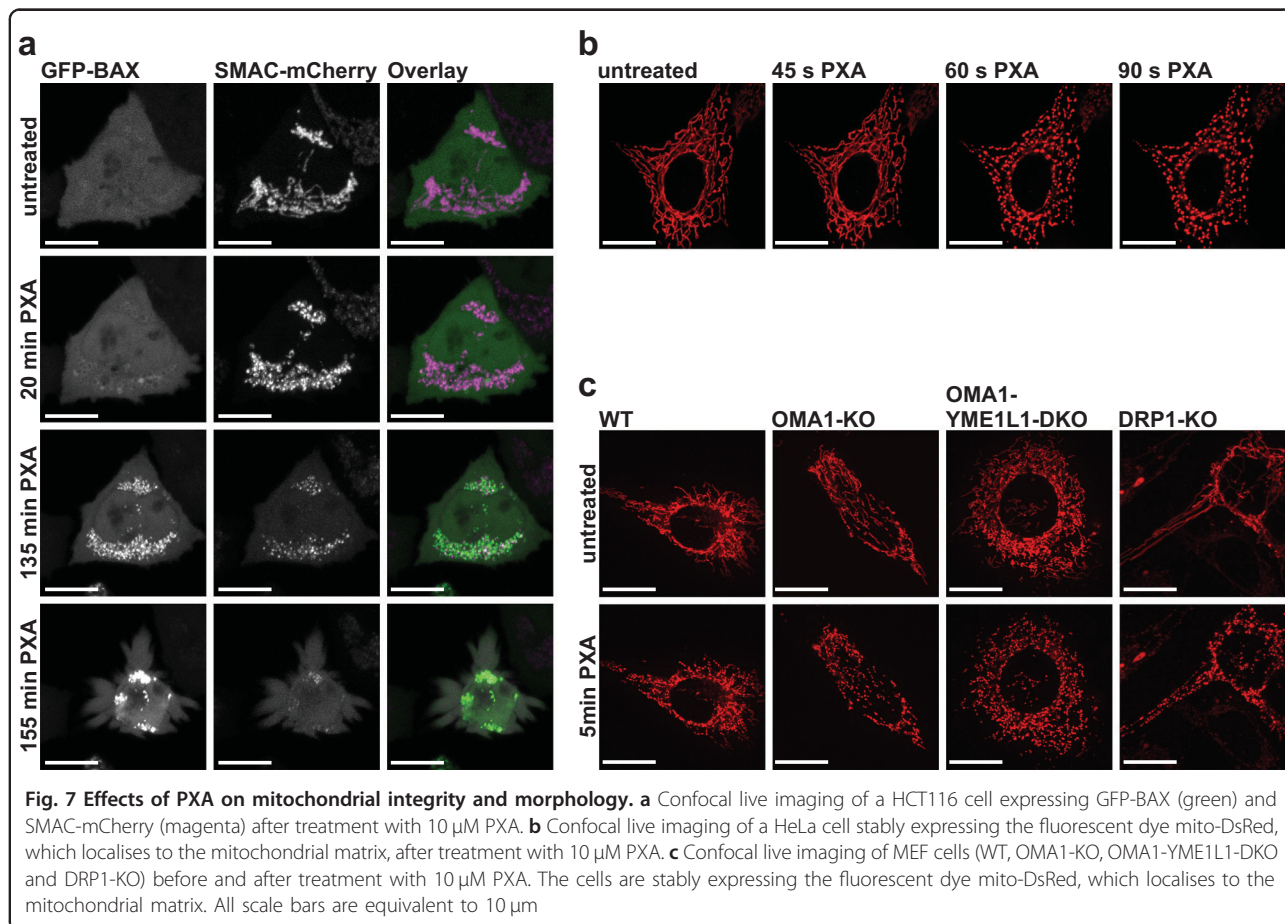 a
GFP-BAX SMAC-mCherry Overlay
untreated
20 min PXA
135 min PXA
155 min PXA
b
untreated 45 s PXA 60 s PXA 90 s PXA
c
WT OMA1-KO OMA1-YME1L1-DKO DRP1-KO
untreated
5min PXA
Fig. 7 Effects of PXA on mitochondrial integrity and morphology. a Confocal live imaging of a HCT116 cell expressing GFP-BAX (green) and
SMAC-mCherry (magenta) after treatment with 10 µM PXA. b Confocal live imaging of a HeLa cell stably expressing the fluorescent dye mito-DsRed,
which localises to the mitochondrial matrix, after treatment with 10 µM PXA. c Confocal live imaging of MEF cells (WT, OMA1-KO, OMA1-YME1L1-DKO
and DRP1-KO) before and after treatment with 10 µM PXA. The cells are stably expressing the fluorescent dye mito-DsRed, which localises to the
mitochondrial matrix. All scale bars are equivalent to 10 µm